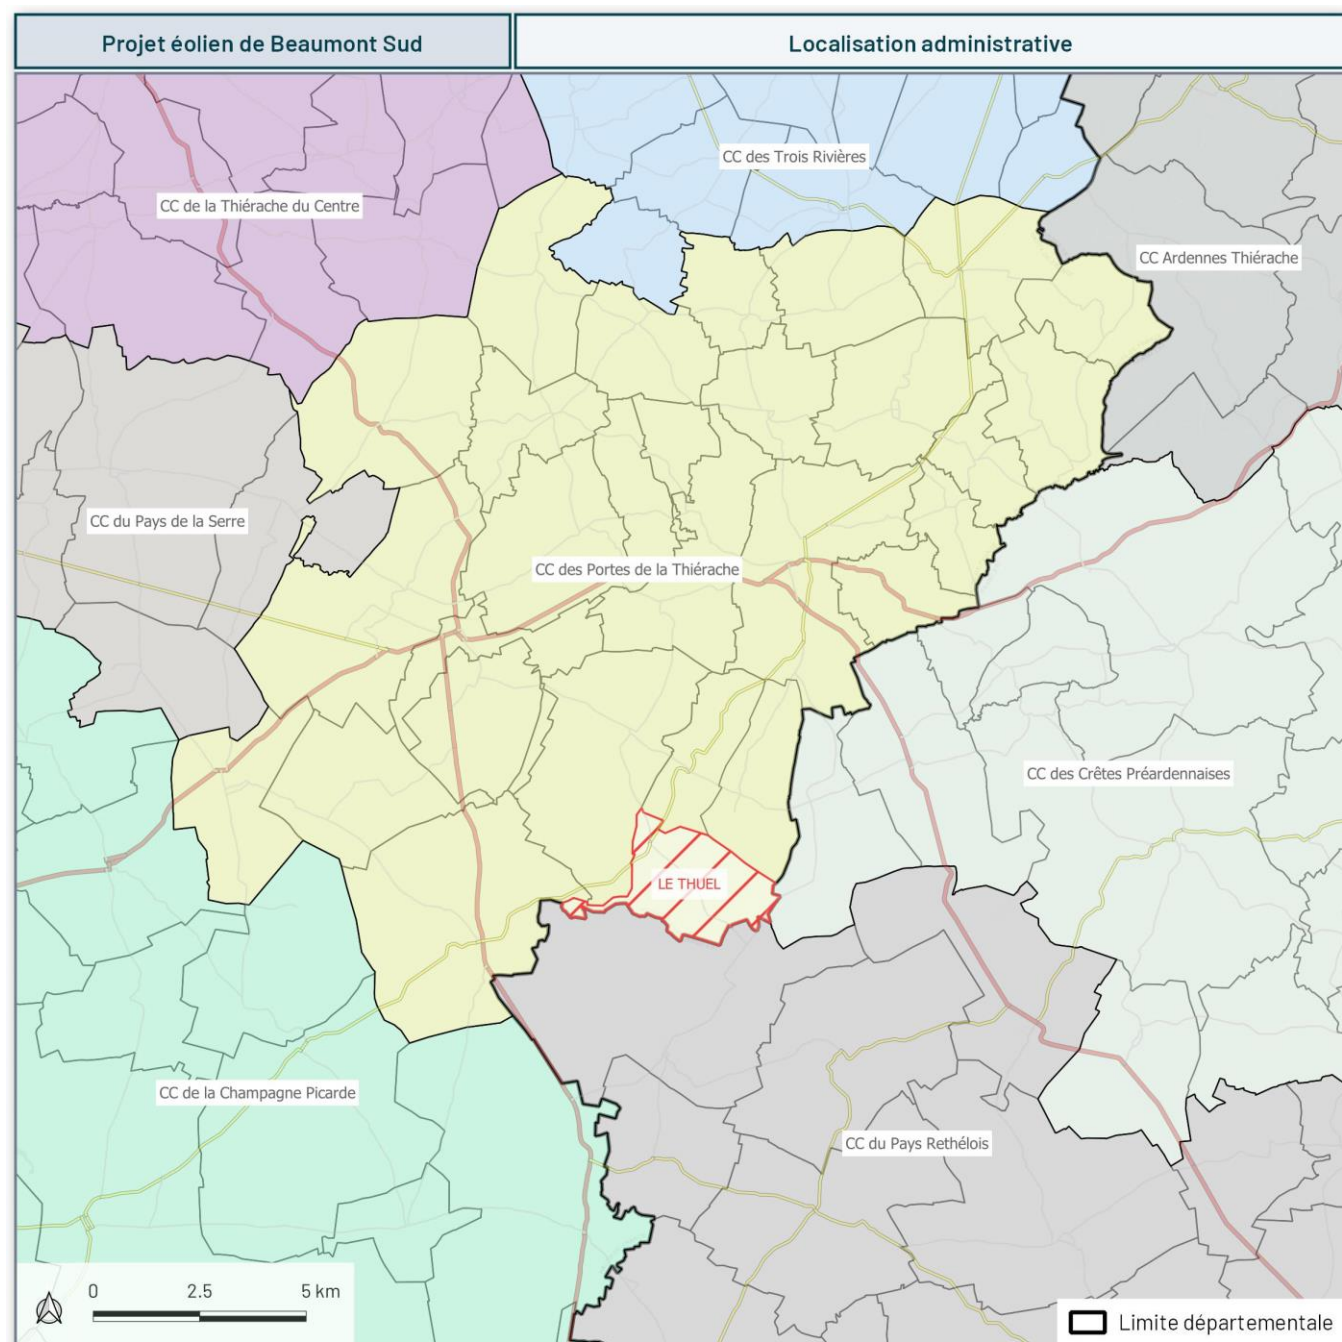 Projet éolien de Beaumont Sud
Localisation administrative
CC des Trois Rivières
CC de la Thiérache du Centre
CC Ardennes Thiérache
CC du Pays de la Serre
CC des Portes de la Thiérache
CC des Crêtes Préardennaises
LE THUEL
CC de la Champagne Picarde
CC du Pays Rethélois
0 2.5 5 km
Limite départementale